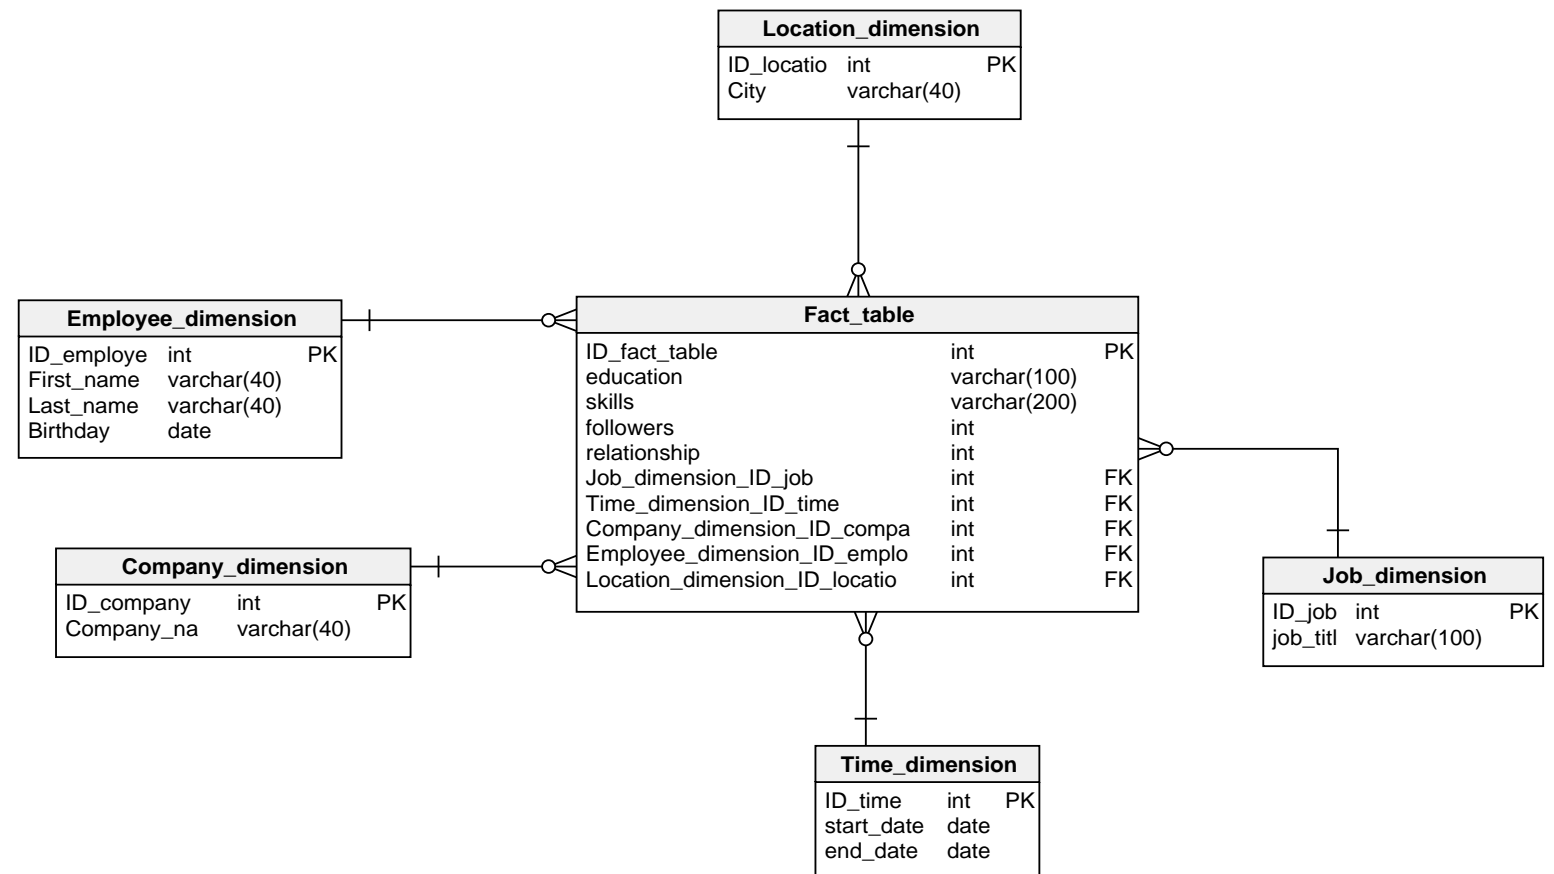 Location_dimension
ID_locatio int PK
City varchar(40)
Employee_dimension
ID_employe int PK
First_name varchar(40)
Last_name varchar(40)
Birthday date
Fact_table
ID_fact_table int PK
education varchar(100)
skills varchar(200)
followers int
relationship int
Job_dimension_ID_job int FK
Time_dimension_ID_time int FK
Company_dimension_ID_compa int FK
Employee_dimension_ID_emplo int FK
Location_dimension_ID_locatio int FK
Company_dimension
ID_company int PK
Company_na varchar(40)
Job_dimension
ID_job int PK
job_titl varchar(100)
Time_dimension
ID_time int PK
start_date date
end_date date